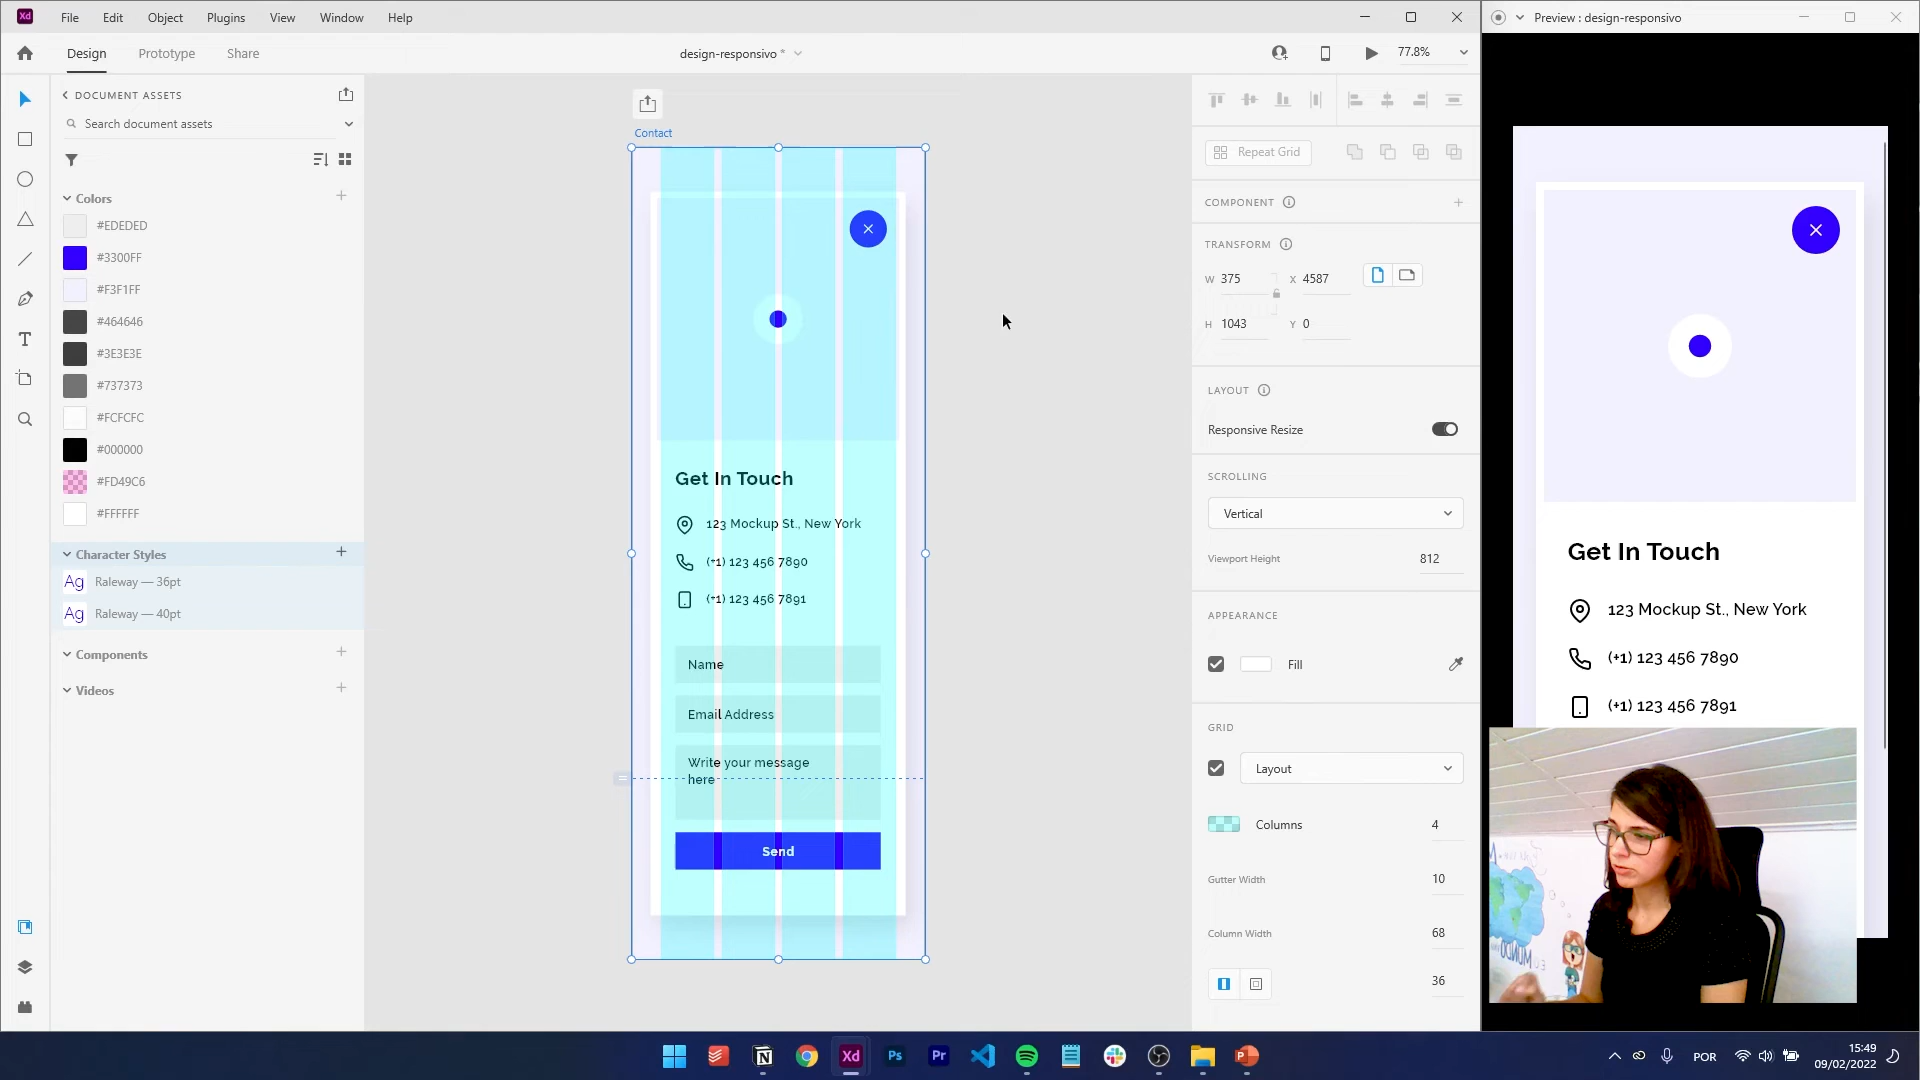 Xd
File
Edit
Object
Plugins
View
Window
Help
Design
Prototype
Share
design-responsivo *
77.8%
Preview : design-responsivo
DOCUMENT ASSETS
Search document assets
Colors
#EDEDED
#3300FF
#F3F1FF
#464646
#3E3E3E
#737373
#FCFCFC
#000000
#FD49C6
#FFFFFF
Character Styles
Ag Raleway — 36pt
Ag Raleway — 40pt
Components
Videos
Contact
Get In Touch
123 Mockup St., New York
(+1) 123 456 7890
(+1) 123 456 7891
Name
Email Address
Write your message
here
Send
Repeat Grid
COMPONENT
TRANSFORM
W 375
X 4587
H 1043
Y 0
LAYOUT
Responsive Resize
SCROLLING
Vertical
Viewport Height
812
APPEARANCE
Fill
GRID
Layout
Columns
4
Gutter Width
10
Column Width
68
36
Get In Touch
123 Mockup St., New York
(+1) 123 456 7890
(+1) 123 456 7891
Xd
Ps
Pr
POR
15:49
09/02/2022